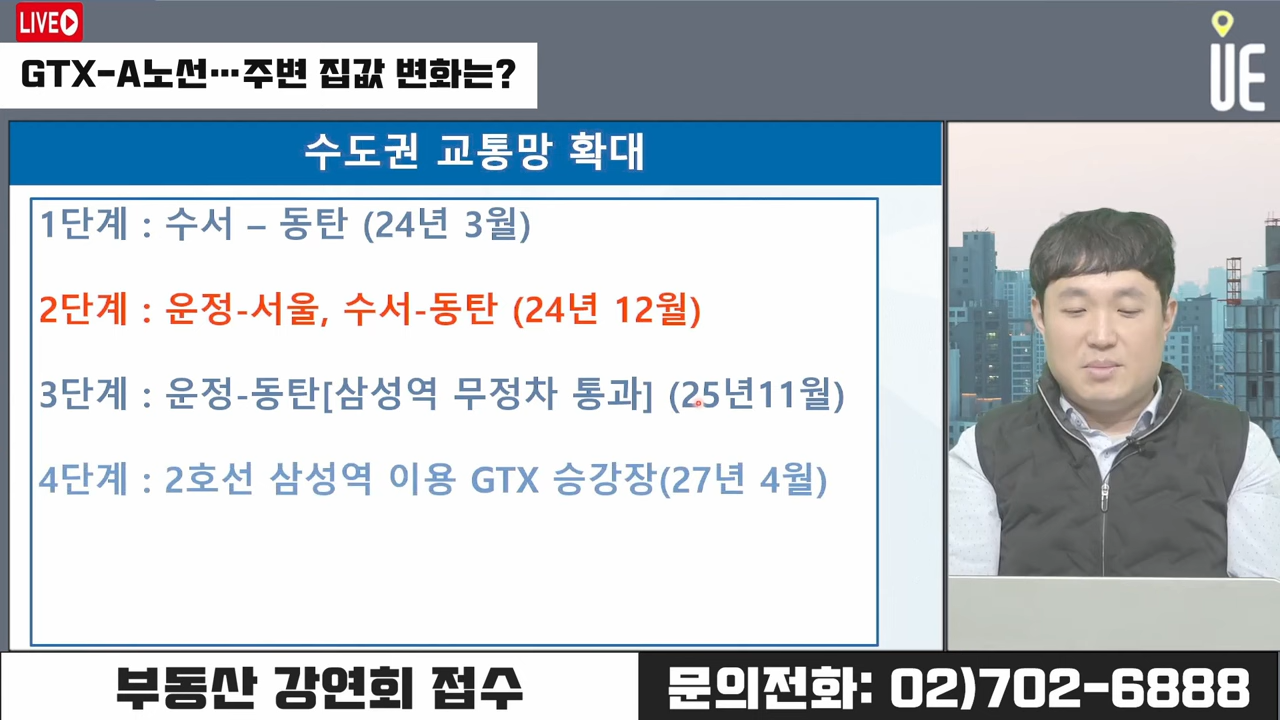 LIVE
GTX-A노선…주변 집값 변화는?
UE
수도권 교통망 확대
1단계 : 수서 – 동탄 (24년 3월)
2단계 : 운정-서울, 수서-동탄 (24년 12월)
3단계 : 운정-동탄[삼성역 무정차 통과] (25년11월)
4단계 : 2호선 삼성역 이용 GTX 승강장(27년 4월)
부동산 강연회 접수
문의전화: 02)702-6888